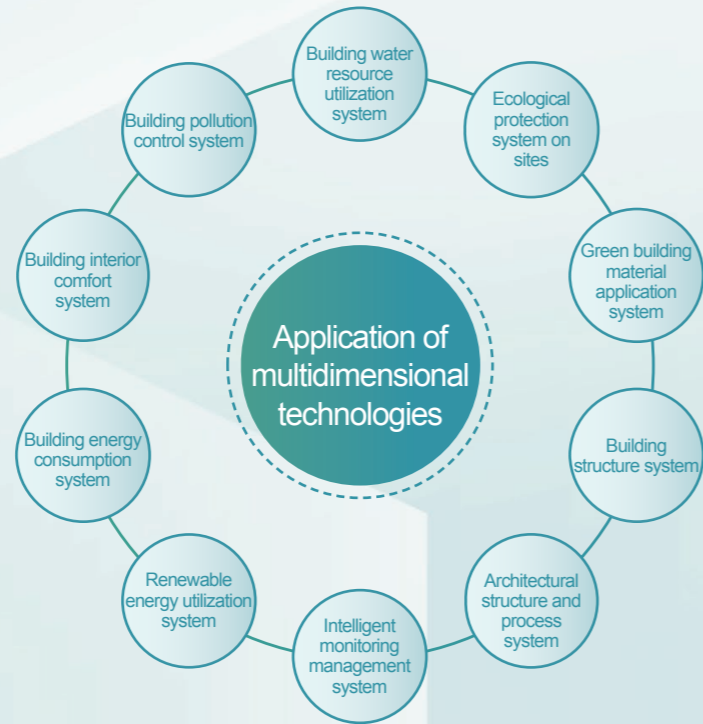 Building water
resource
utilization
system
Ecological
protection
system on
sites
Green building
material
application
system
Building
structure system
Architectural
structure and
process
system
Intelligent
monitoring
management
system
Renewable
energy utilization
system
Building energy
consumption
system
Building interior
comfort
system
Building pollution
control system
Application of
multidimensional
technologies